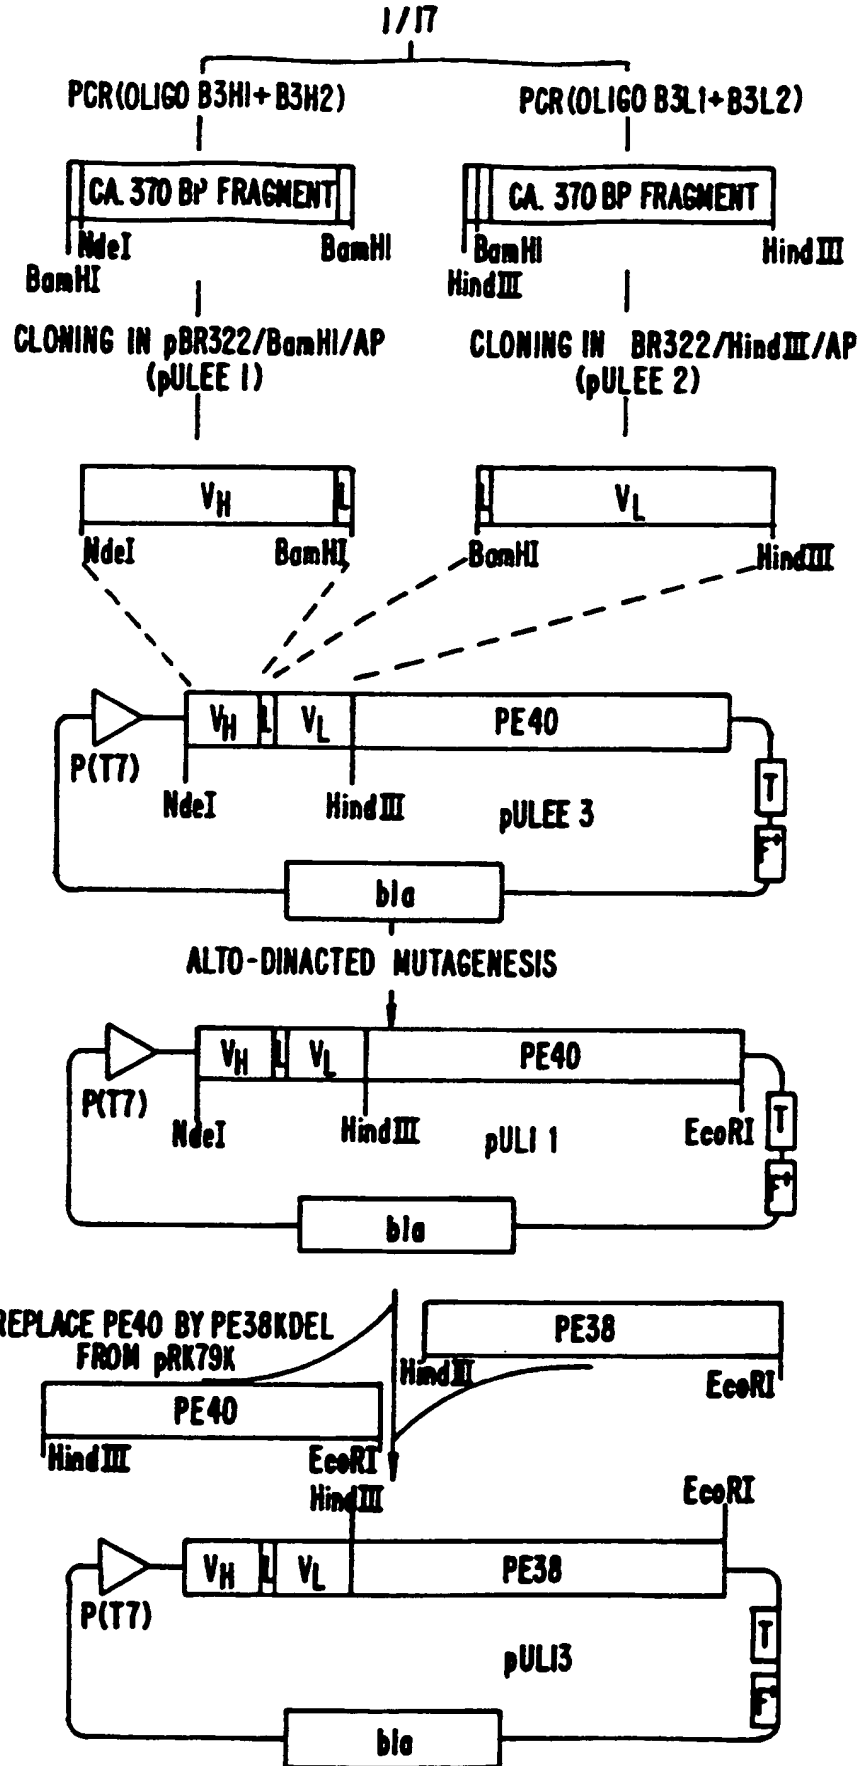 1/17
PCR(OLIGO B3H1+B3H2)
PCR(OLIGO B3L1+B3L2)
CA. 370 BP FRAGMENT
CA. 370 BP FRAGMENT
NdeI
BamHI
BamHI
BamHI
HindIII
HindIII
CLONING IN pBR322/BamHI/AP
(pULEE 1)
CLONING IN BR322/HindIII/AP
(pULEE 2)
VH
L
L
VL
NdeI
BamHI
BamHI
HindIII
VH
L
VL
PE40
P(T7)
NdeI
HindIII
pULEE 3
T
F+
bla
ALTO-DINACTED MUTAGENESIS
VH
L
VL
PE40
P(T7)
NdeI
HindIII
pULI 1
EcoRI
T
F+
bla
REPLACE PE40 BY PE38KDEL
FROM pRK79K
PE38
HindIII
EcoRI
PE40
HindIII
EcoRI
HindIII
EcoRI
VH
L
VL
PE38
P(T7)
pULI3
T
F+
bla